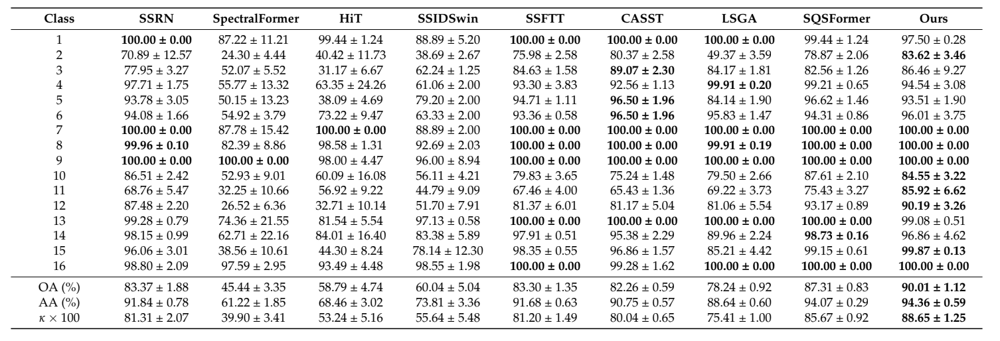 Class SSRN SpectralFormer HiT SSIDSwin SSFTT CASST LSGA SQSFormer Ours
1 100.00 ± 0.00 87.22 ± 11.21 99.44 ± 1.24 88.89 ± 5.20 100.00 ± 0.00 100.00 ± 0.00 100.00 ± 0.00 99.44 ± 1.24 97.50 ± 0.28
2 70.89 ± 12.57 24.30 ± 4.44 40.42 ± 11.73 38.69 ± 2.67 75.98 ± 2.58 80.37 ± 2.58 49.37 ± 3.59 78.87 ± 2.06 83.62 ± 3.46
3 77.95 ± 3.27 52.07 ± 5.52 31.17 ± 6.67 62.24 ± 1.25 84.63 ± 1.58 89.07 ± 2.30 84.17 ± 1.81 82.56 ± 1.26 86.46 ± 9.27
4 97.71 ± 1.75 55.77 ± 13.32 63.35 ± 24.26 61.06 ± 2.00 93.30 ± 3.83 92.56 ± 1.13 99.91 ± 0.20 99.21 ± 0.65 94.54 ± 3.08
5 93.78 ± 3.05 50.15 ± 13.23 38.09 ± 4.69 79.20 ± 2.00 94.71 ± 1.11 96.50 ± 1.96 84.14 ± 1.90 96.62 ± 1.46 93.51 ± 1.90
6 94.08 ± 1.66 54.92 ± 3.79 73.22 ± 9.47 63.33 ± 2.00 93.36 ± 0.58 96.50 ± 1.96 95.83 ± 1.47 94.31 ± 0.86 96.01 ± 3.75
7 100.00 ± 0.00 87.78 ± 15.42 100.00 ± 0.00 88.89 ± 2.00 100.00 ± 0.00 100.00 ± 0.00 100.00 ± 0.00 100.00 ± 0.00 100.00 ± 0.00
8 99.96 ± 0.10 82.39 ± 8.86 98.58 ± 1.31 92.69 ± 2.03 100.00 ± 0.00 100.00 ± 0.00 99.91 ± 0.19 100.00 ± 0.00 100.00 ± 0.00
9 100.00 ± 0.00 100.00 ± 0.00 98.00 ± 4.47 96.00 ± 8.94 100.00 ± 0.00 100.00 ± 0.00 100.00 ± 0.00 100.00 ± 0.00 100.00 ± 0.00
10 86.51 ± 2.42 52.93 ± 9.01 60.09 ± 16.08 56.11 ± 4.21 79.83 ± 3.65 75.24 ± 1.48 79.50 ± 2.66 87.61 ± 2.10 84.55 ± 3.22
11 68.76 ± 5.47 32.25 ± 10.66 56.92 ± 9.22 44.79 ± 9.09 67.46 ± 4.00 65.43 ± 1.36 69.22 ± 3.73 75.43 ± 3.27 85.92 ± 6.62
12 87.48 ± 2.20 26.52 ± 6.36 32.71 ± 10.14 51.70 ± 7.91 81.37 ± 6.01 81.17 ± 5.04 81.06 ± 5.54 93.17 ± 0.89 90.19 ± 3.26
13 99.28 ± 0.79 74.36 ± 21.55 81.54 ± 5.54 97.13 ± 0.58 100.00 ± 0.00 100.00 ± 0.00 100.00 ± 0.00 100.00 ± 0.00 99.08 ± 0.51
14 98.15 ± 0.99 62.71 ± 22.16 84.01 ± 16.40 83.38 ± 5.89 97.91 ± 0.51 95.38 ± 2.29 89.96 ± 2.24 98.73 ± 0.16 96.86 ± 4.62
15 96.06 ± 3.01 38.56 ± 10.61 44.30 ± 8.24 78.14 ± 12.30 98.35 ± 0.55 96.86 ± 1.57 85.21 ± 4.42 99.15 ± 0.61 99.87 ± 0.13
16 98.80 ± 2.09 97.59 ± 2.95 93.49 ± 4.48 98.55 ± 1.98 100.00 ± 0.00 99.28 ± 1.62 100.00 ± 0.00 100.00 ± 0.00 100.00 ± 0.00
OA (%) 83.37 ± 1.88 45.44 ± 3.35 58.79 ± 4.74 60.04 ± 5.04 83.30 ± 1.35 82.26 ± 0.59 78.24 ± 0.92 87.31 ± 0.83 90.01 ± 1.12
AA (%) 91.84 ± 0.78 61.22 ± 1.85 68.46 ± 3.02 73.81 ± 3.36 91.68 ± 0.63 90.75 ± 0.57 88.64 ± 0.60 94.07 ± 0.29 94.36 ± 0.59
κ × 100 81.31 ± 2.07 39.90 ± 3.41 53.24 ± 5.16 55.64 ± 5.48 81.20 ± 1.49 80.04 ± 0.65 75.41 ± 1.00 85.67 ± 0.92 88.65 ± 1.25